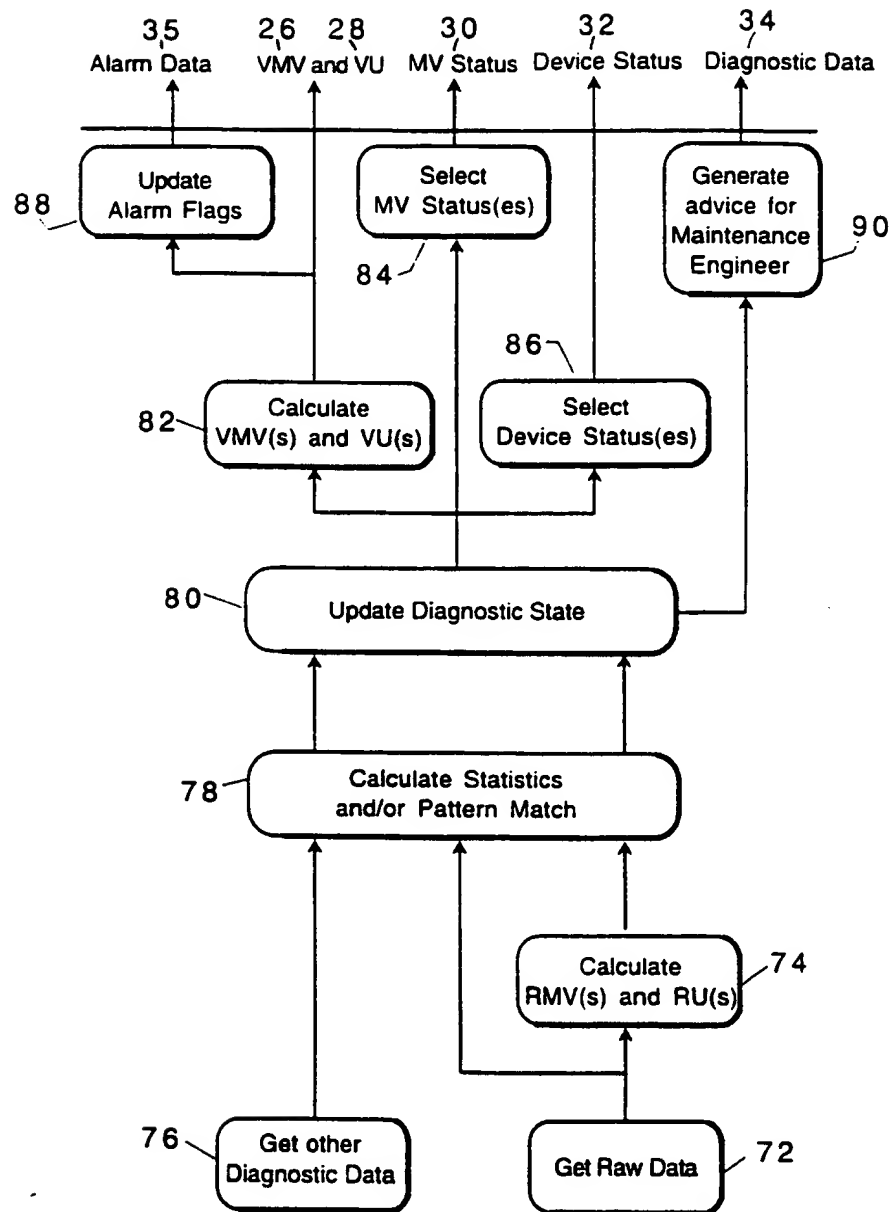 35 26 28 30 32 34
Alarm Data VMV and VU MV Status Device Status Diagnostic Data
Update
Alarm Flags
88
Select
MV Status(es)
84
Generate
advice for
Maintenance
Engineer
90
86
Calculate
VMV(s) and VU(s)
82
Select
Device Status(es)
80
Update Diagnostic State
78
Calculate Statistics
and/or Pattern Match
Calculate
RMV(s) and RU(s)
74
76
Get other
Diagnostic Data
Get Raw Data
72